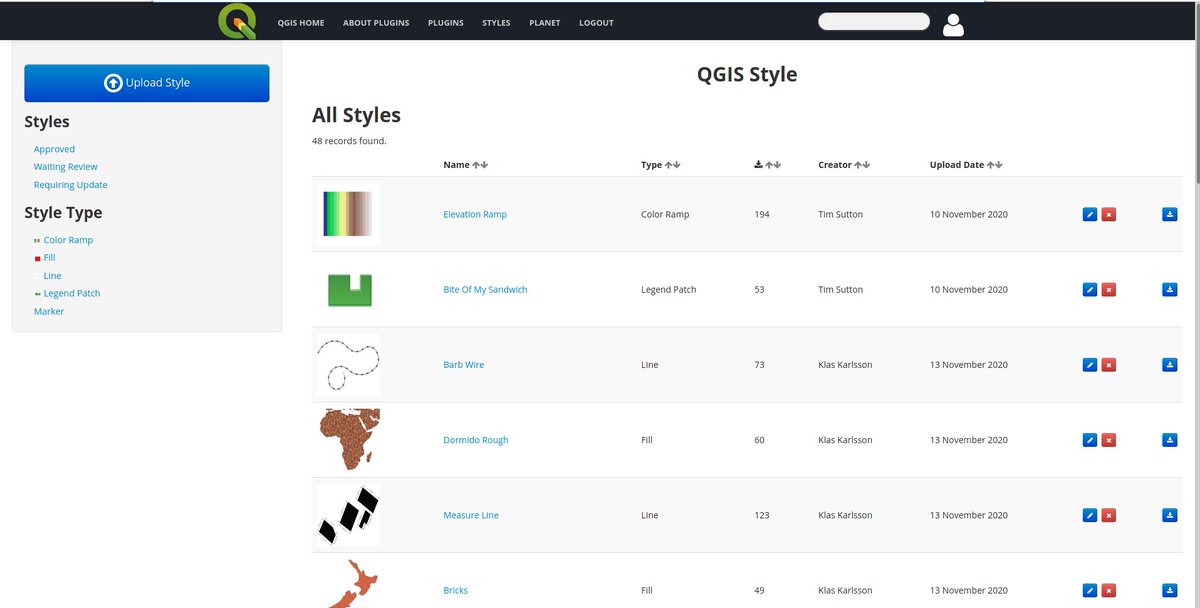 QGIS HOME ABOUT PLUGINS PLUGINS STYLES PLANET LOGOUT
Upload Style
Styles
Approved
Waiting Review
Requiring Update
Style Type
Color Ramp
Fill
Line
Legend Patch
Marker
QGIS Style
All Styles
48 records found.
Name Type Creator Upload Date
Elevation Ramp Color Ramp 194 Tim Sutton 10 November 2020
Bite Of My Sandwich Legend Patch 53 Tim Sutton 10 November 2020
Barb Wire Line 73 Klas Karlsson 13 November 2020
Dormido Rough Fill 60 Klas Karlsson 13 November 2020
Measure Line Line 123 Klas Karlsson 13 November 2020
Bricks Fill 49 Klas Karlsson 13 November 2020